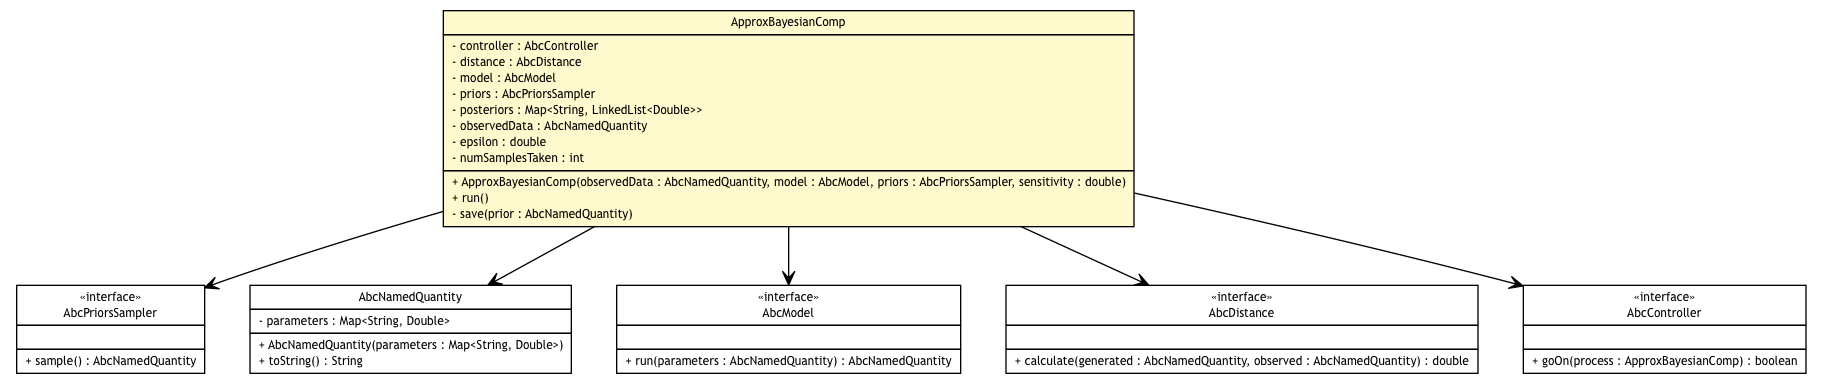 ApproxBayesianComp
- controller : AbcController
- distance : AbcDistance
- model : AbcModel
- priors : AbcPriorsSampler
- posteriors : Map<String, LinkedList<Double>>
- observedData : AbcNamedQuantity
- epsilon : double
- numSamplesTaken : int
+ ApproxBayesianComp(observedData : AbcNamedQuantity, model : AbcModel, priors : AbcPriorsSampler, sensitivity : double)
+ run()
- save(prior : AbcNamedQuantity)
«interface»
AbcPriorsSampler
+ sample() : AbcNamedQuantity
AbcNamedQuantity
- parameters : Map<String, Double>
+ AbcNamedQuantity(parameters : Map<String, Double>)
+ toString() : String
«interface»
AbcModel
+ run(parameters : AbcNamedQuantity) : AbcNamedQuantity
«interface»
AbcDistance
+ calculate(generated : AbcNamedQuantity, observed : AbcNamedQuantity) : double
«interface»
AbcController
+ goOn(process : ApproxBayesianComp) : boolean